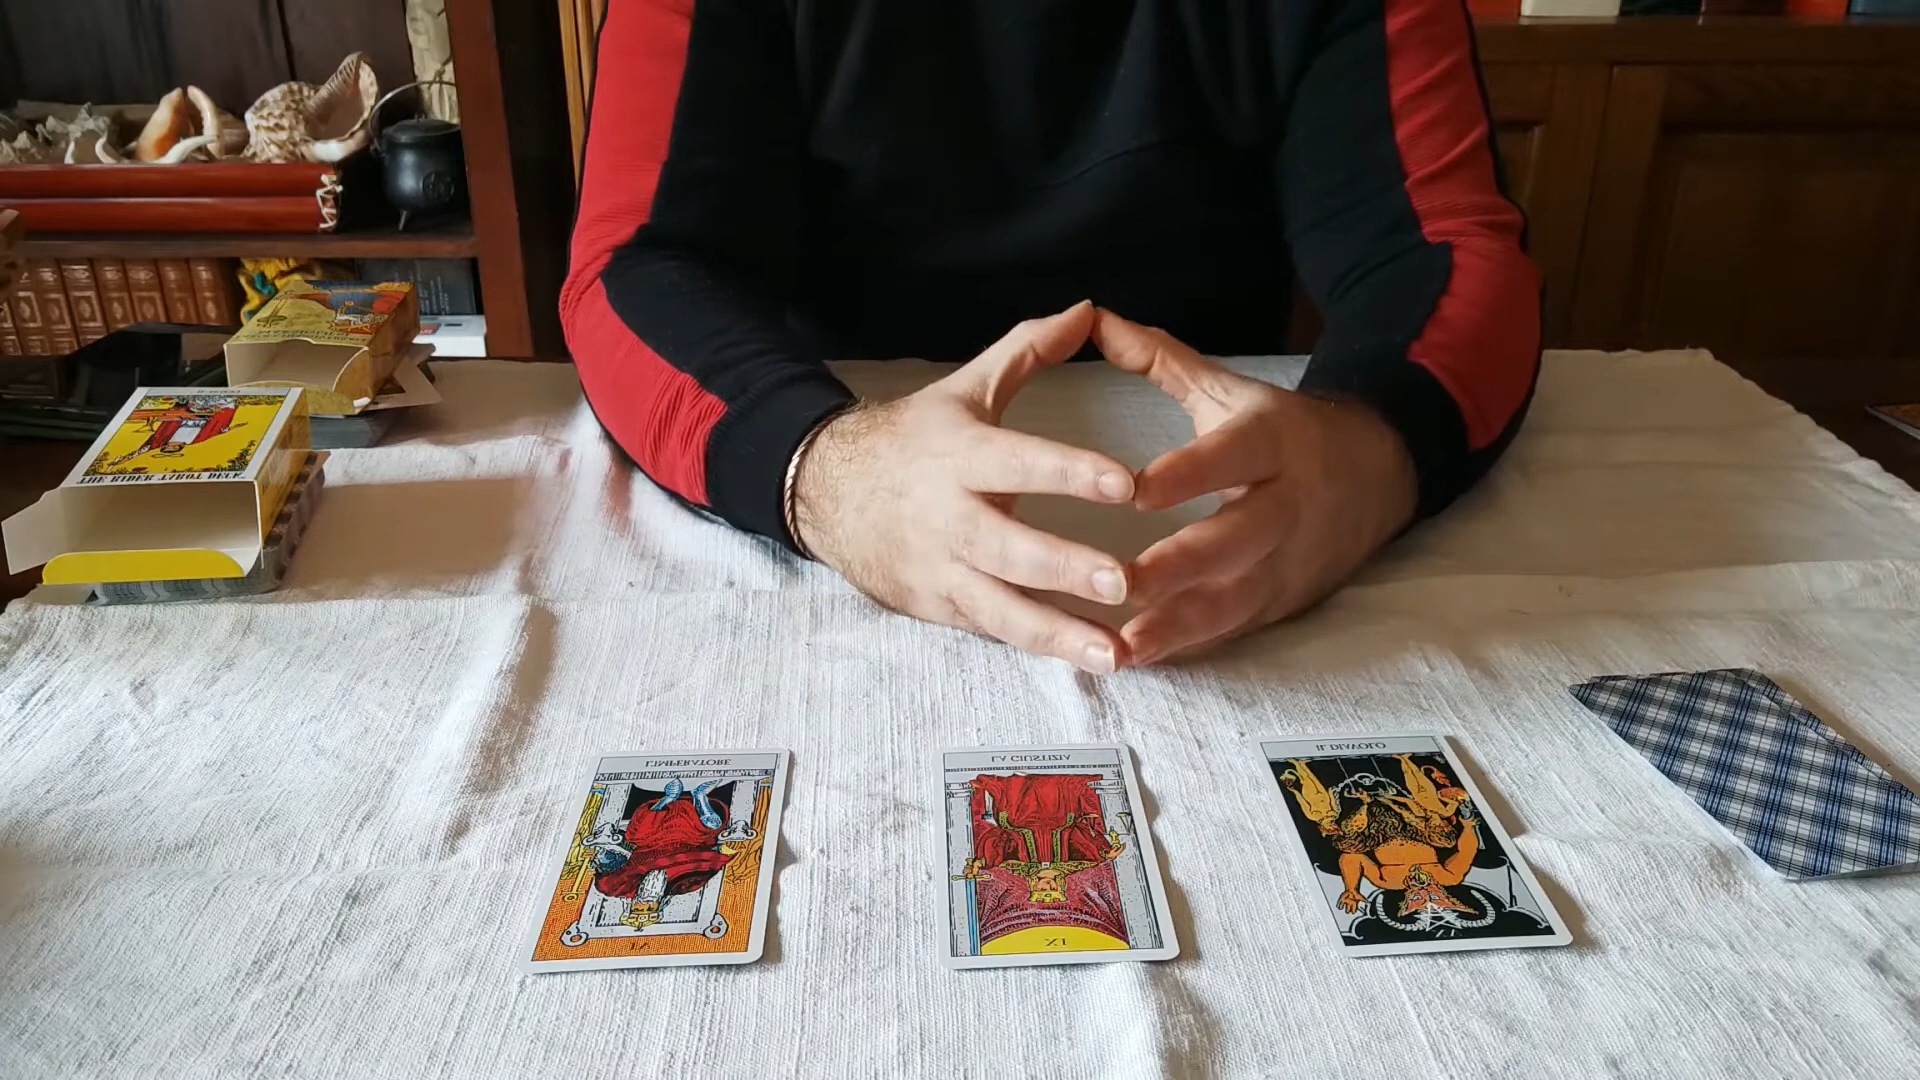 THE RIDER TAROT DECK
L'IMPERATORE
IV
LA GIUSTIZIA
XI
IL DIAVOLO